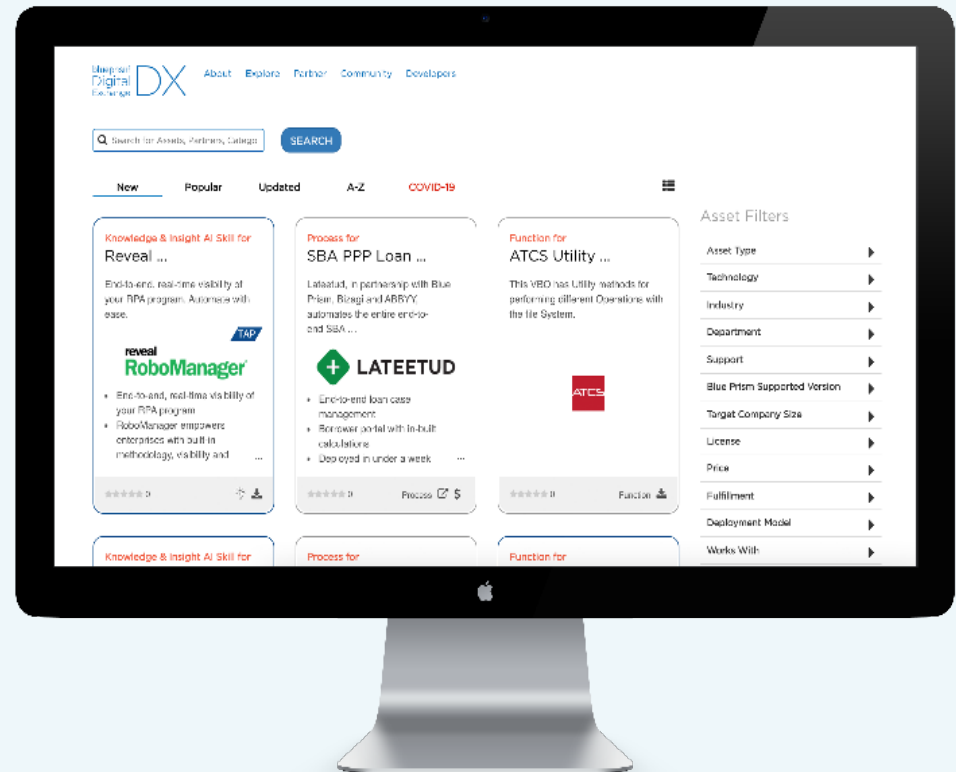 blueprism
Digital
Exchange
DX
About Explore Partner Community Developers
Search for Assets, Partners, Catego
SEARCH
New Popular Updated A-Z COVID-19
Asset Filters
Knowledge & Insight AI Skill for
Reveal ...
End-to-end, real-time visibility of
your RPA program. Automate with
ease.
TAP
reveal
RoboManager
• End-to-end, real-time visibility of
your RPA program
• RoboManager empowers
enterprises with built-in
methodology, visibility and ...
0
Process for
SBA PPP Loan ...
Lateetud, in partnership with Blue
Prism, Bizagi and ABBYY,
automates the entire end-to-
end SBA ...
LATEETUD
• End-to-end loan case
management
• Borrower portal with in-built
calculations
• Deployed in under a week ...
0 Process $
Function for
ATCS Utility ...
This VBO has Utility methods for
performing different Operations with
the file System.
ATCS
0 Function
Asset Type
Technology
Industry
Department
Support
Blue Prism Supported Version
Target Company Size
License
Price
Fulfillment
Deployment Model
Works With
Knowledge & Insight AI Skill for
Process for
Function for